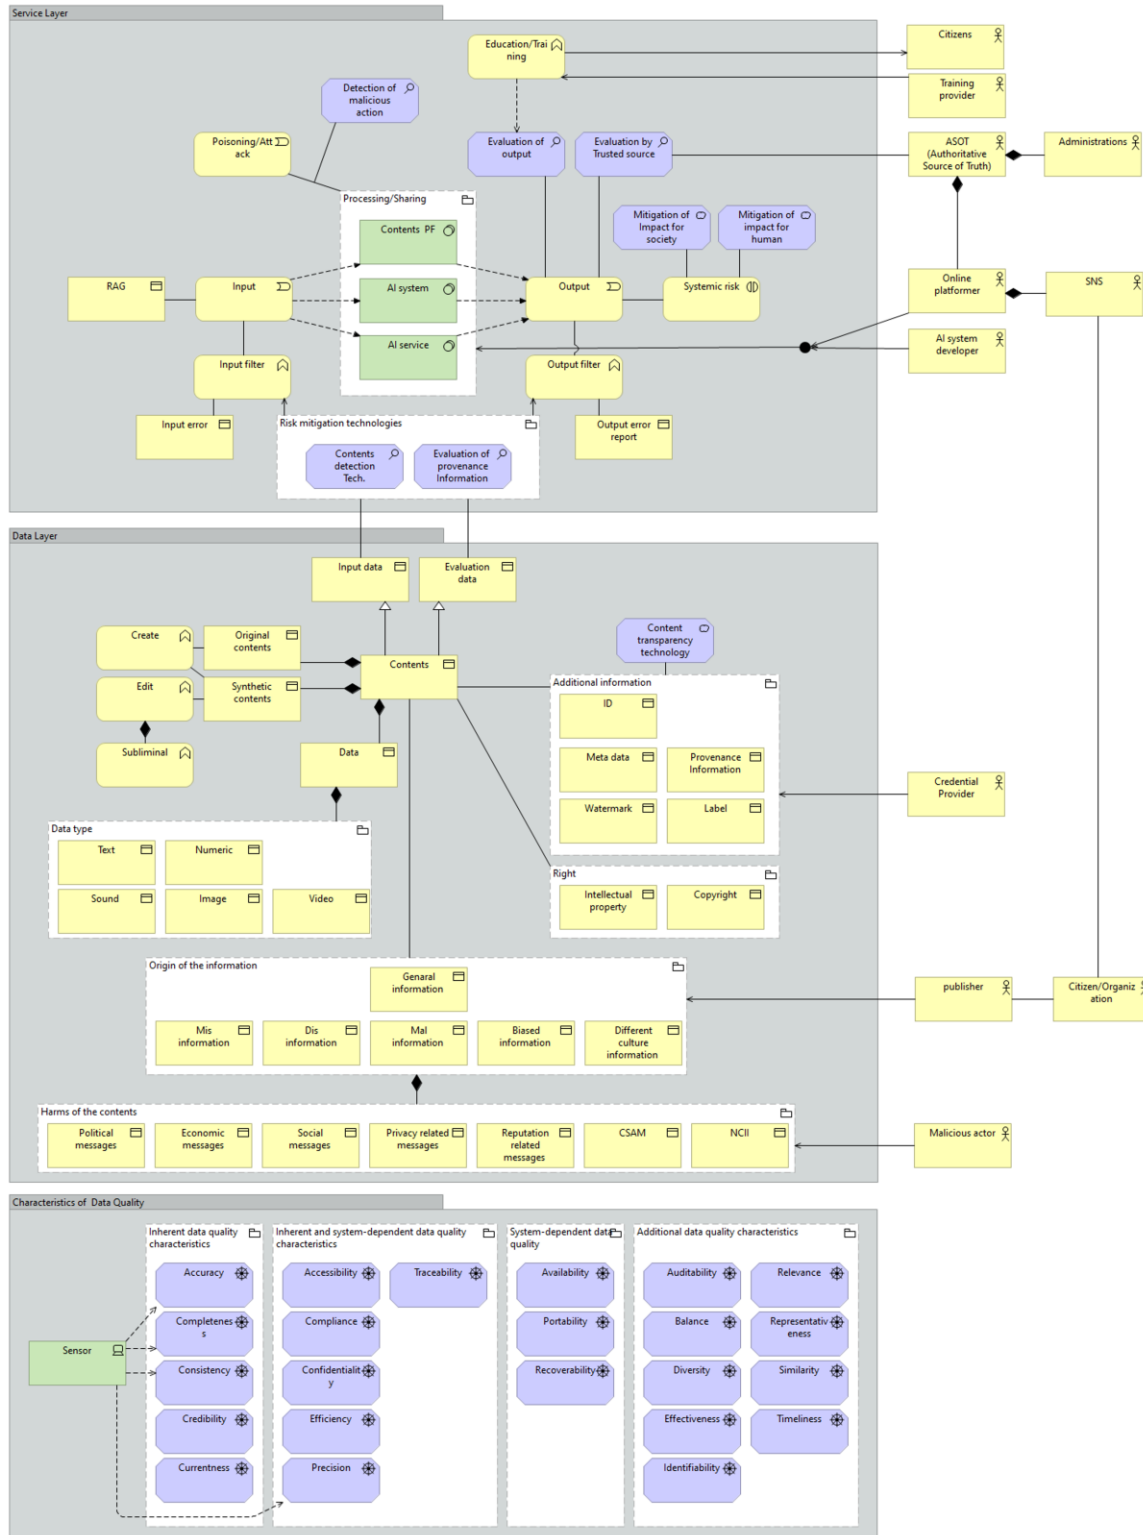 Service Layer
Education/Trai
ning
Citizens
Training
provider
Detection of
malicious
action
Poisoning/Att
ack
Evaluation of
output
Evaluation by
Trusted source
ASOT
(Authoritative
Source of Truth)
Administrations
Processing/Sharing
Contents PF
Mitigation of
Impact for
society
Mitigation of
impact for
human
RAG
Input
AI system
Output
Systemic risk
Online
platformer
SNS
AI service
AI system
developer
Input filter
Output filter
Input error
Output error
report
Risk mitigation technologies
Contents
detection
Tech.
Evaluation of
provenance
Information
Data Layer
Input data
Evaluation
data
Create
Original
contents
Content
transparency
technology
Contents
Edit
Synthetic
contents
Additional information
ID
Subliminal
Data
Meta data
Provenance
Information
Credential
Provider
Watermark
Label
Data type
Text
Numeric
Sound
Image
Video
Right
Intellectual
property
Copyright
Origin of the information
Genaral
information
publisher
Citizen/Organiz
ation
Mis
information
Dis
information
Mal
information
Biased
information
Different
culture
information
Harms of the contents
Political
messages
Economic
messages
Social
messages
Privacy related
messages
Reputation
related
messages
CSAM
NCII
Malicious actor
Characteristics of Data Quality
Inherent data quality
characteristics
Inherent and system-dependent data quality
characteristics
System-dependent data
quality
Additional data quality characteristics
Accuracy
Accessibility
Traceability
Availability
Auditability
Relevance
Completenes
s
Compliance
Portability
Balance
Representativ
eness
Sensor
Consistency
Confidentialit
y
Recoverability
Diversity
Similarity
Credibility
Efficiency
Effectiveness
Timeliness
Currentness
Precision
Identifiability